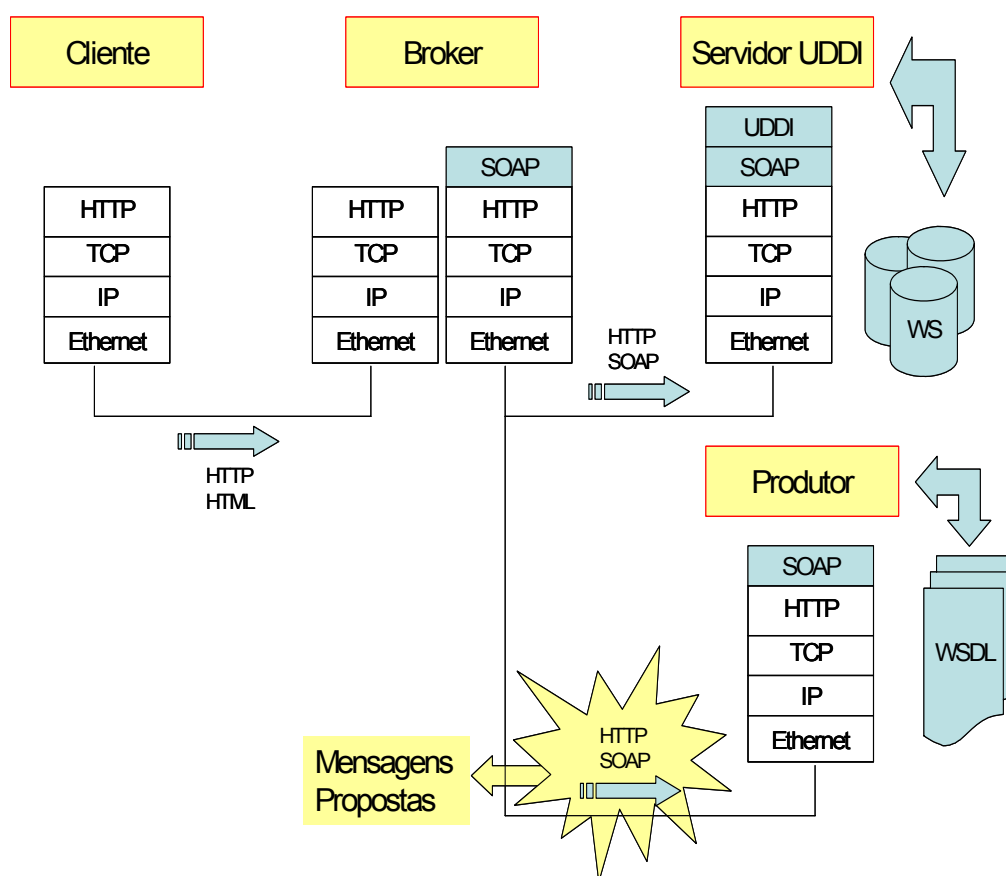 Cliente
Broker
Servidor UDDI
HTTP
TCP
IP
Ethernet
HTTP
TCP
IP
Ethernet
SOAP
HTTP
TCP
IP
Ethernet
UDDI
SOAP
HTTP
TCP
IP
Ethernet
WS
HTTP
SOAP
HTTP
HTML
Produtor
SOAP
HTTP
TCP
IP
Ethernet
WSDL
HTTP
SOAP
Mensagens
Propostas